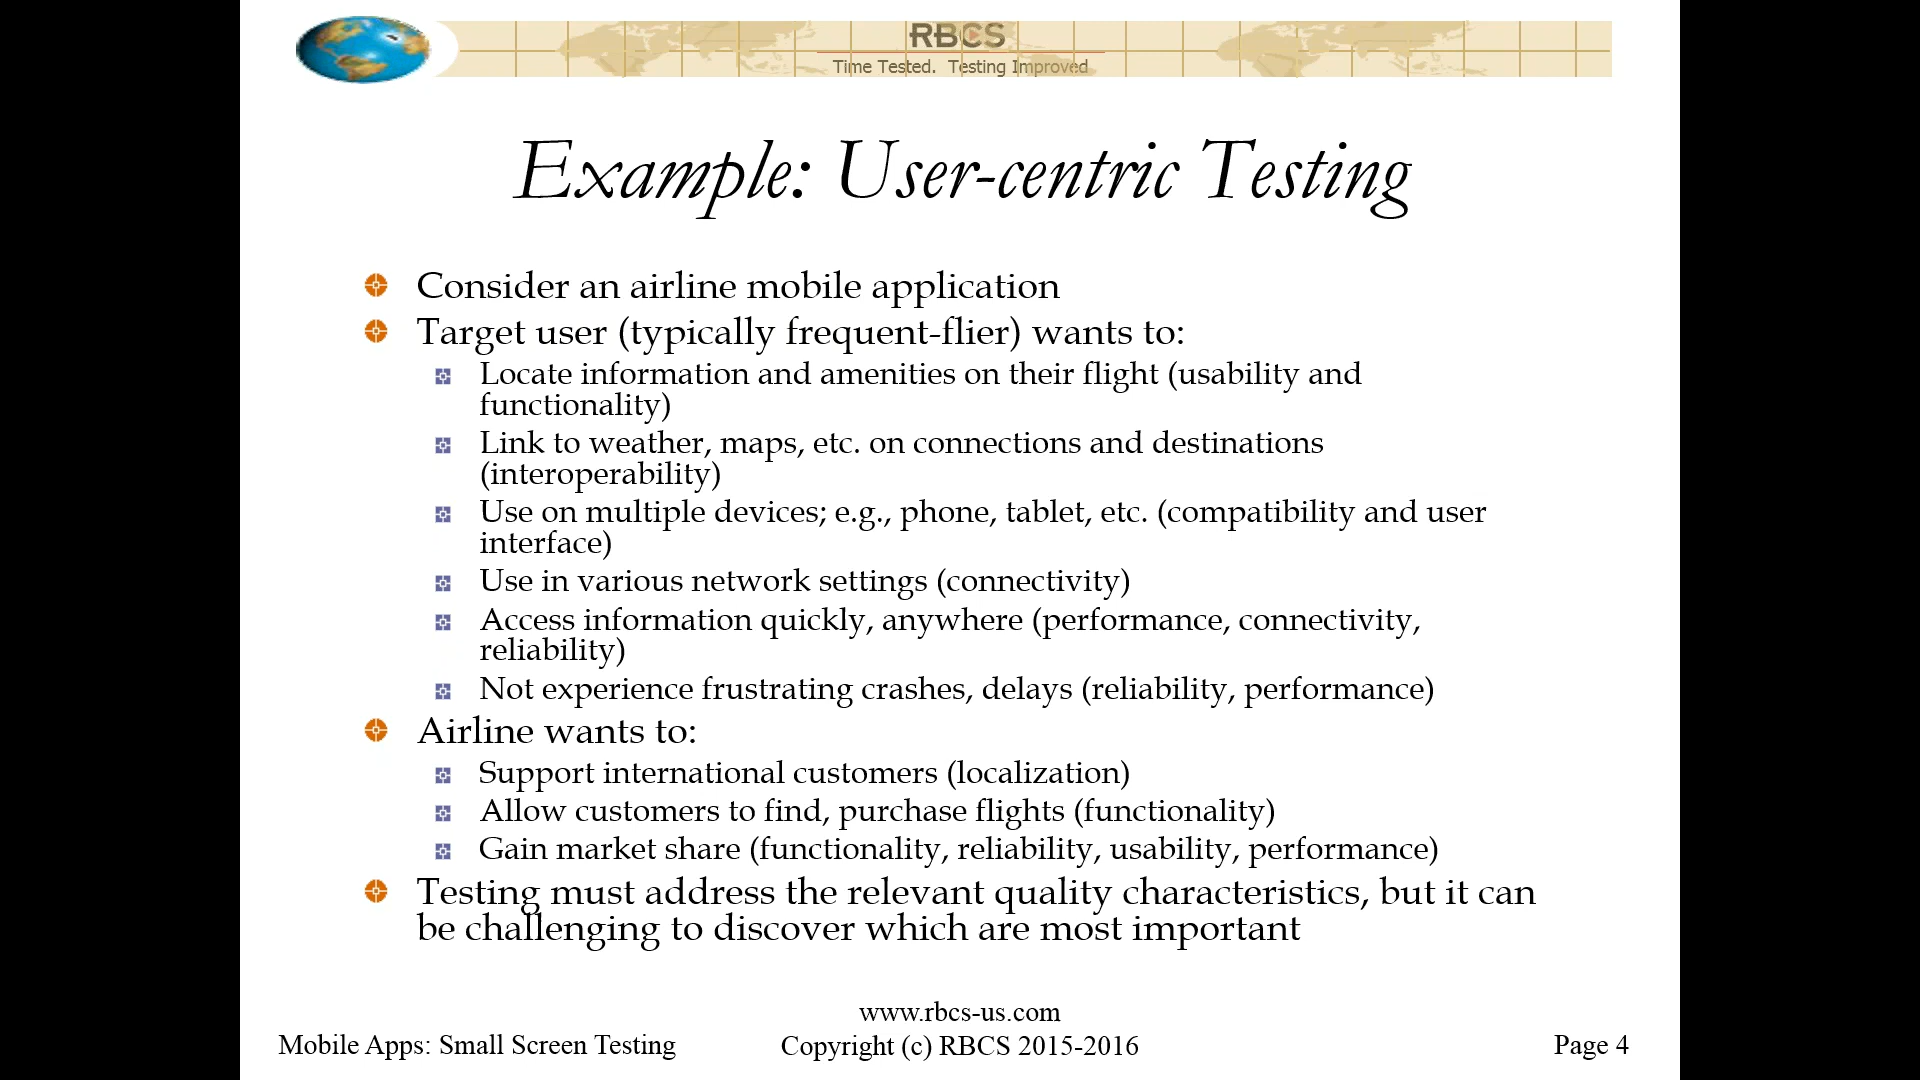 RBCS
Time Tested. Testing Improved
Example: User-centric Testing
Consider an airline mobile application
Target user (typically frequent-flier) wants to:
Locate information and amenities on their flight (usability and
functionality)
Link to weather, maps, etc. on connections and destinations
(interoperability)
Use on multiple devices; e.g., phone, tablet, etc. (compatibility and user
interface)
Use in various network settings (connectivity)
Access information quickly, anywhere (performance, connectivity,
reliability)
Not experience frustrating crashes, delays (reliability, performance)
Airline wants to:
Support international customers (localization)
Allow customers to find, purchase flights (functionality)
Gain market share (functionality, reliability, usability, performance)
Testing must address the relevant quality characteristics, but it can
be challenging to discover which are most important
www.rbcs-us.com
Mobile Apps: Small Screen Testing
Copyright (c) RBCS 2015-2016
Page 4